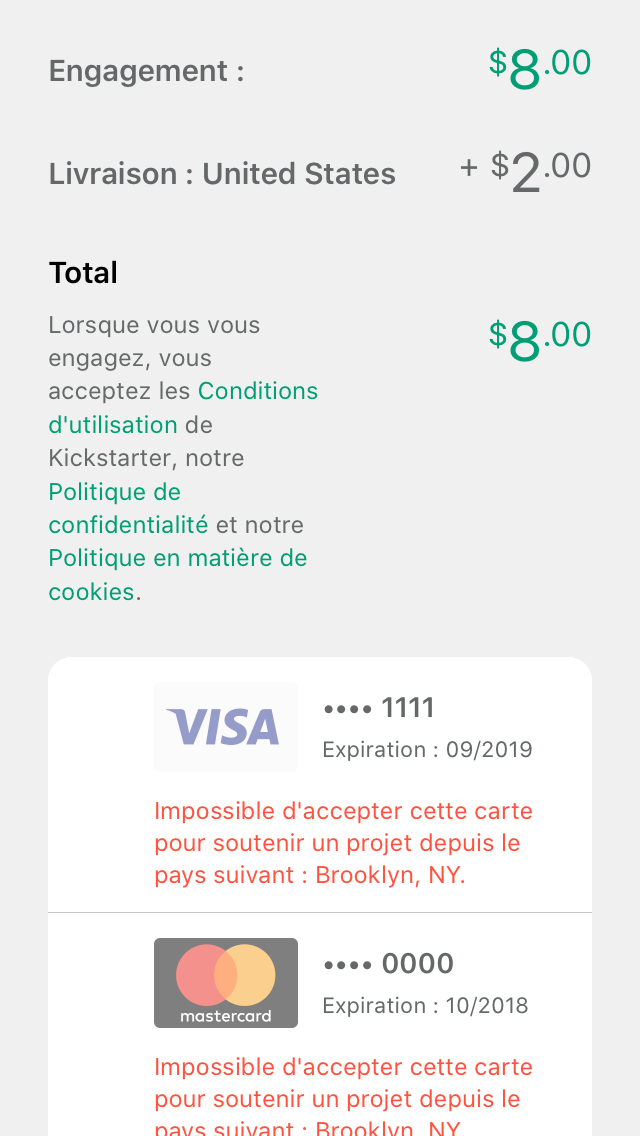 Engagement :
$8.00
Livraison : United States
+ $2.00
Total
Lorsque vous vous
engagez, vous
acceptez les Conditions
d'utilisation de
Kickstarter, notre
Politique de
confidentialité et notre
Politique en matière de
cookies.
$8.00
VISA
•••• 1111
Expiration : 09/2019
Impossible d'accepter cette carte
pour soutenir un projet depuis le
pays suivant : Brooklyn, NY.
mastercard
•••• 0000
Expiration : 10/2018
Impossible d'accepter cette carte
pour soutenir un projet depuis le
pays suivant : Brooklyn, NY